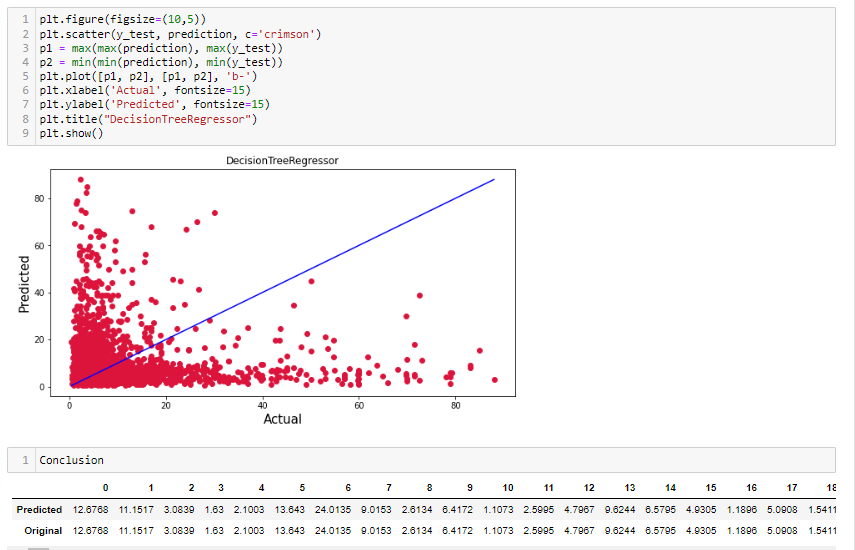 1 plt.figure(figsize=(10,5))
2 plt.scatter(y_test, prediction, c='crimson')
3 p1 = max(max(prediction), max(y_test))
4 p2 = min(min(prediction), min(y_test))
5 plt.plot([p1, p2], [p1, p2], 'b-')
6 plt.xlabel('Actual', fontsize=15)
7 plt.ylabel('Predicted', fontsize=15)
8 plt.title("DecisionTreeRegressor")
9 plt.show()
DecisionTreeRegressor
80
60
40
20
0
Predicted
0 20 40 60 80
Actual
1 Conclusion
0 1 2 3 4 5 6 7 8 9 10 11 12 13 14 15 16 17 18
Predicted 12.6768 11.1517 3.0839 1.63 2.1003 13.643 24.0135 9.0153 2.6134 6.4172 1.1073 2.5995 4.7967 9.6244 6.5795 4.9305 1.1896 5.0908 1.5411
Original 12.6768 11.1517 3.0839 1.63 2.1003 13.643 24.0135 9.0153 2.6134 6.4172 1.1073 2.5995 4.7967 9.6244 6.5795 4.9305 1.1896 5.0908 1.5411